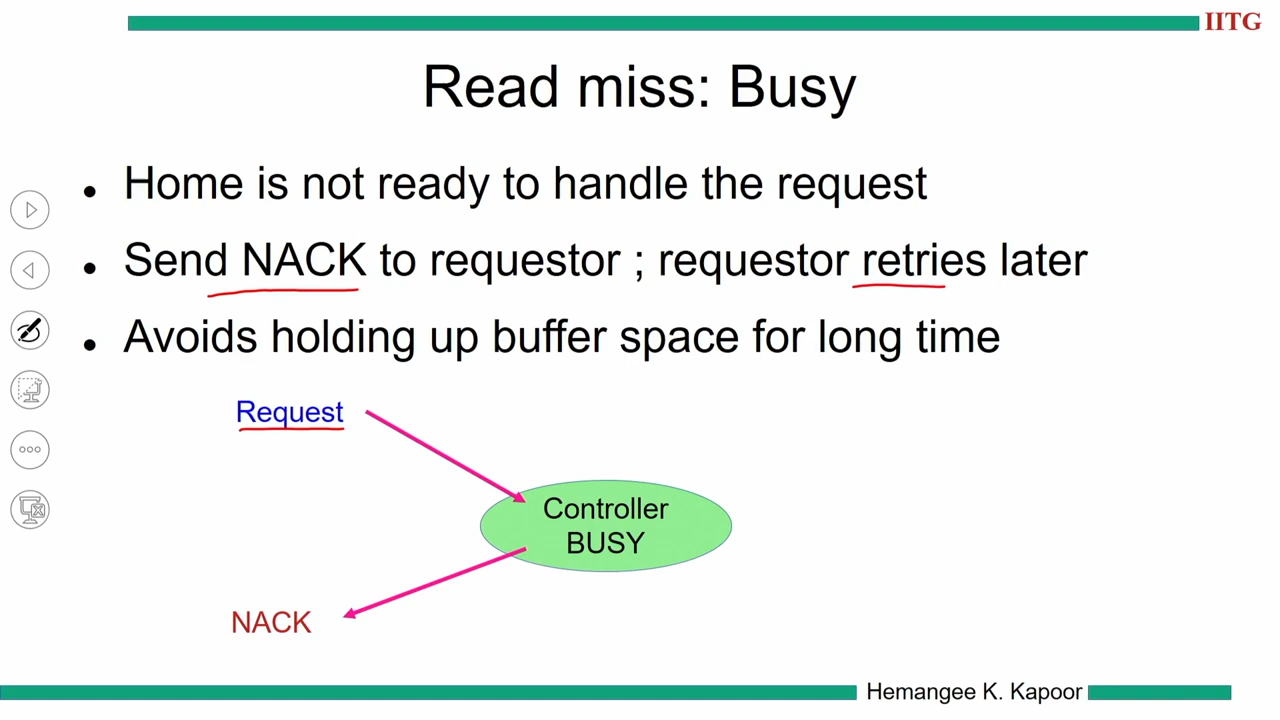 IITG
Read miss: Busy
● Home is not ready to handle the request
● Send NACK to requestor ; requestor retries later
● Avoids holding up buffer space for long time
Request
Controller
BUSY
NACK
Hemangee K. Kapoor